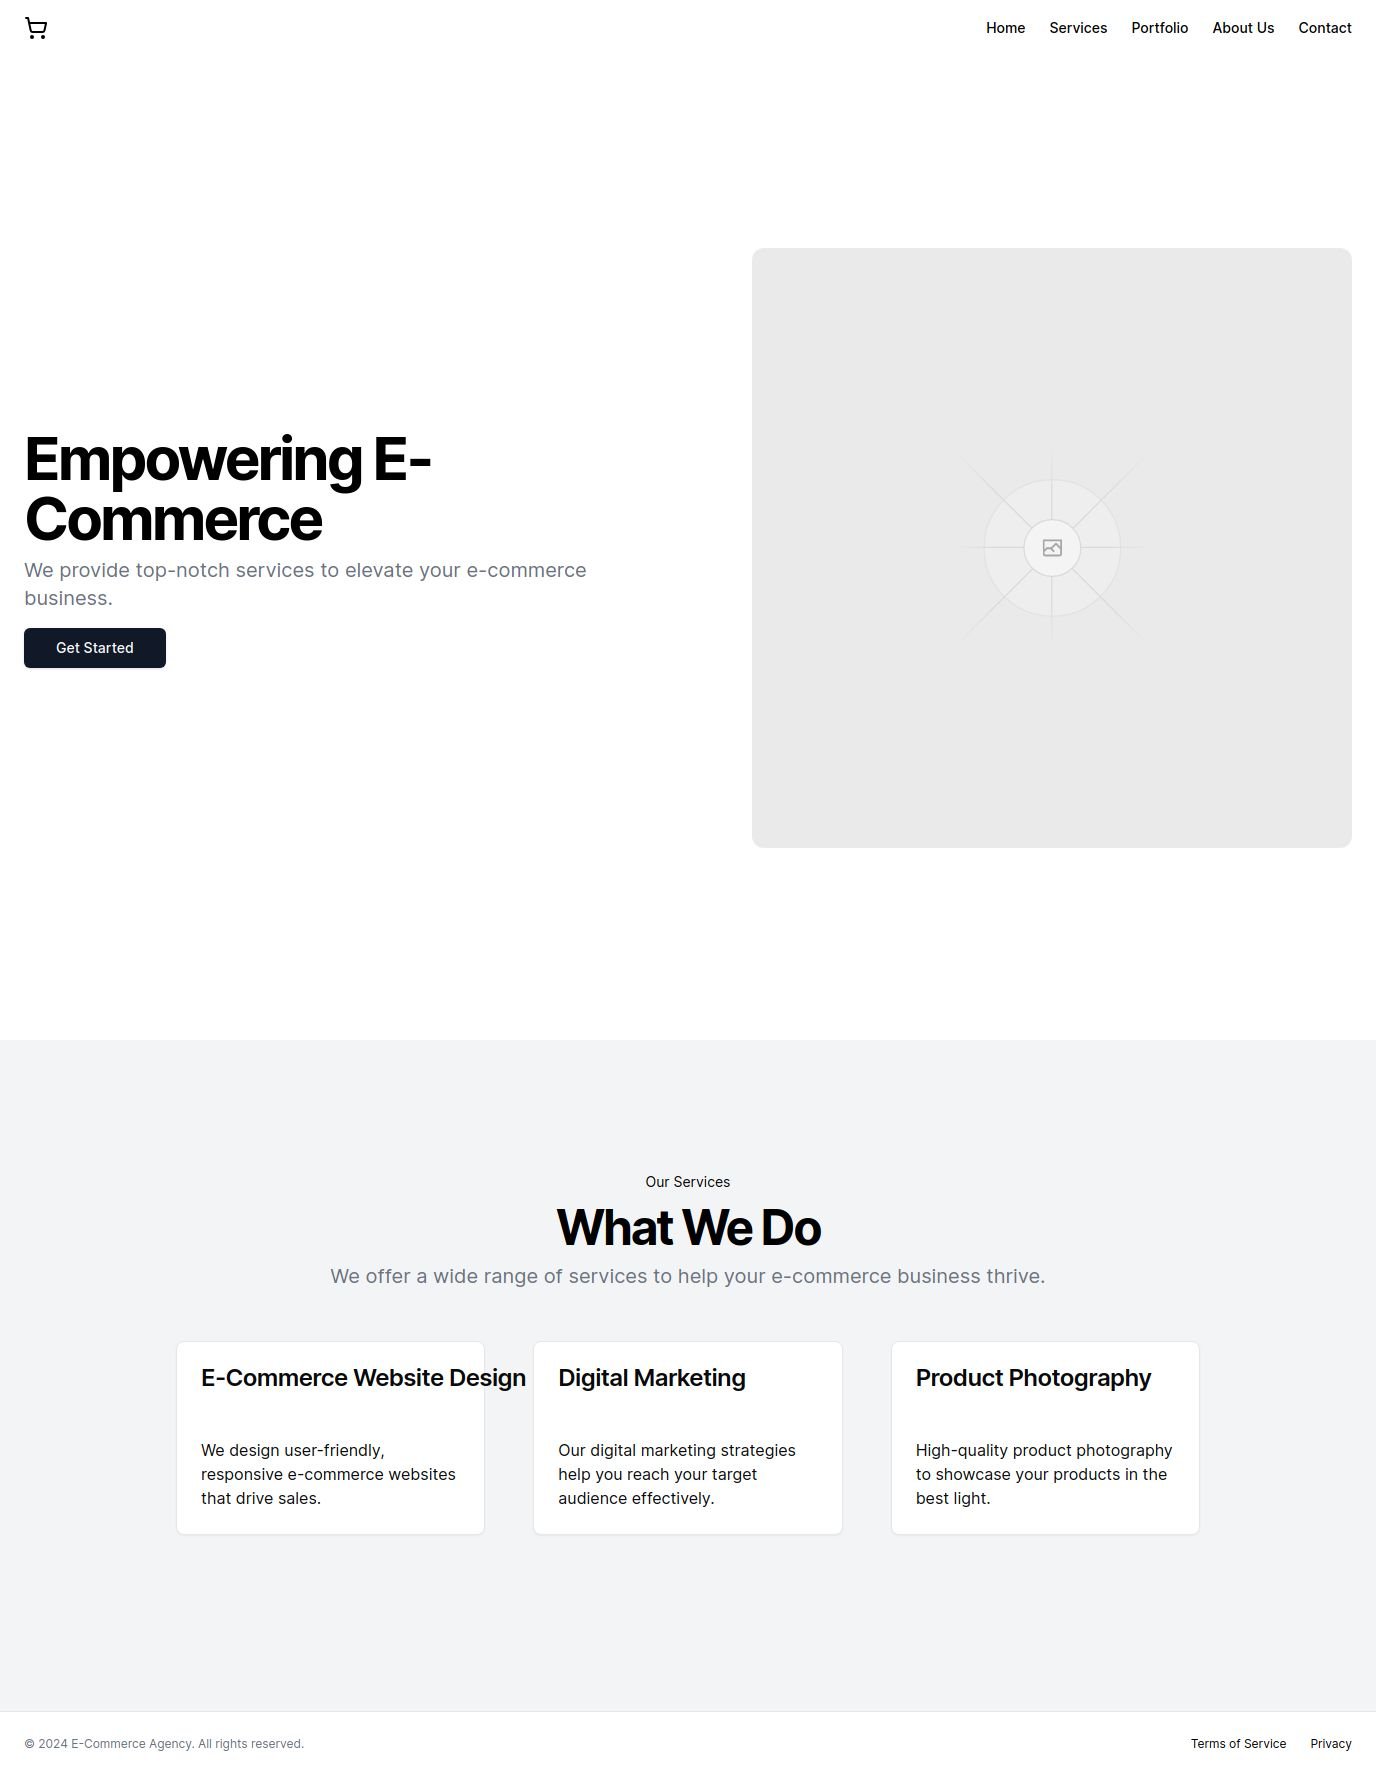 Home Services Portfolio About Us Contact
Empowering E-
Commerce
We provide top-notch services to elevate your e-commerce
business.
Get Started
Our Services
What We Do
We offer a wide range of services to help your e-commerce business thrive.
E-Commerce Website Design
We design user-friendly,
responsive e-commerce websites
that drive sales.
Digital Marketing
Our digital marketing strategies
help you reach your target
audience effectively.
Product Photography
High-quality product photography
to showcase your products in the
best light.
© 2024 E-Commerce Agency. All rights reserved.
Terms of Service Privacy